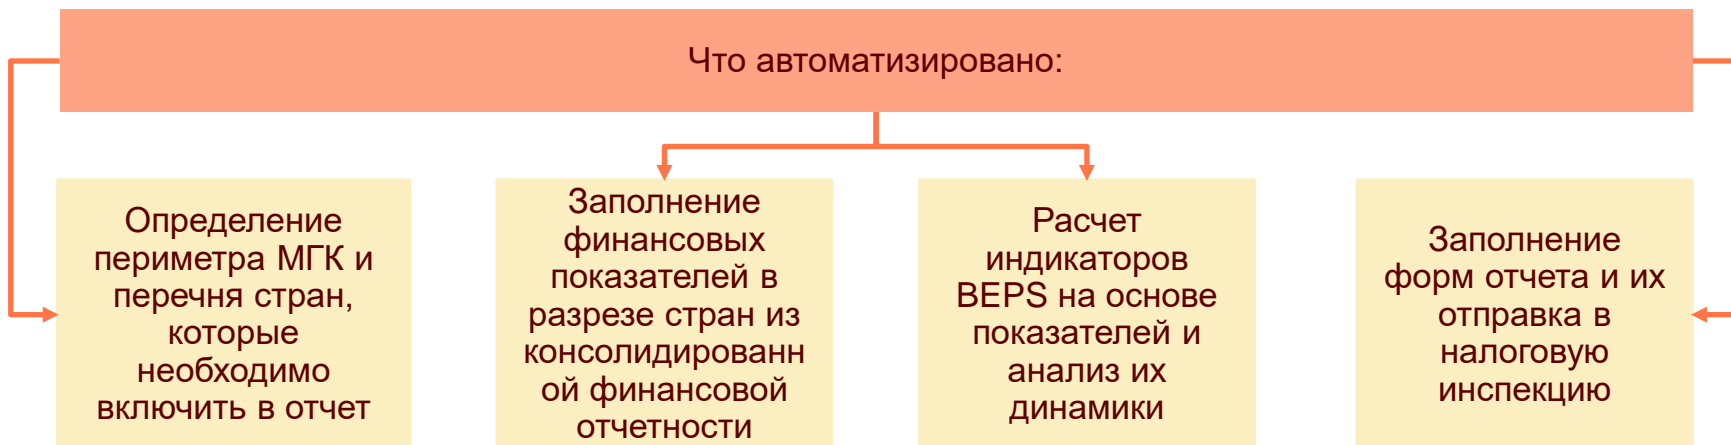 Что автоматизировано:
Определение
периметра МГК и
перечня стран,
которые
необходимо
включить в отчет
Заполнение
финансовых
показателей в
разрезе стран из
консолидированн
ой финансовой
отчетности
Расчет
индикаторов
BEPS на основе
показателей и
анализ их
динамики
Заполнение
форм отчета и их
отправка в
налоговую
инспекцию